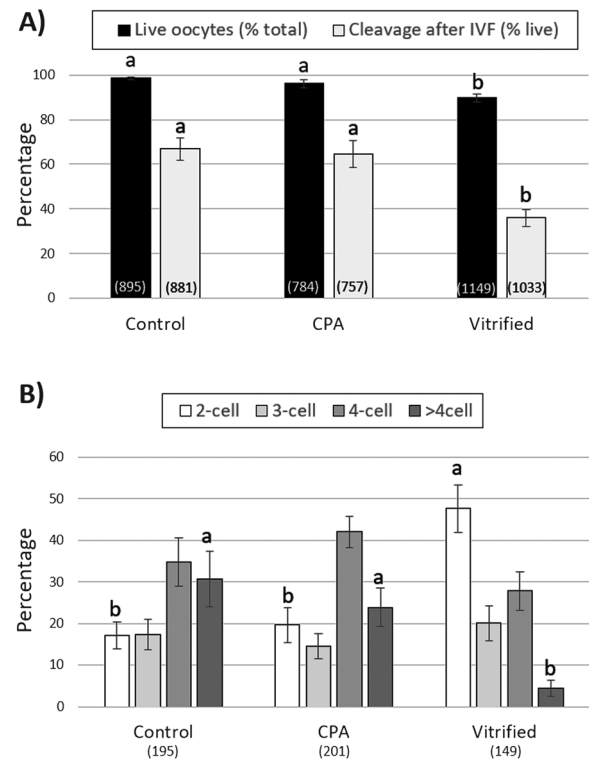 A)
Live oocytes (% total) Cleavage after IVF (% live)
100
80
60
40
20
0
Percentage
a
a
a
a
b
b
(895) (881) (784) (757) (1149) (1033)
Control CPA Vitrified
B)
2-cell 3-cell 4-cell >4cell
60
50
40
30
20
10
0
Percentage
b
a
b
a
a
b
Control CPA Vitrified
(195) (201) (149)